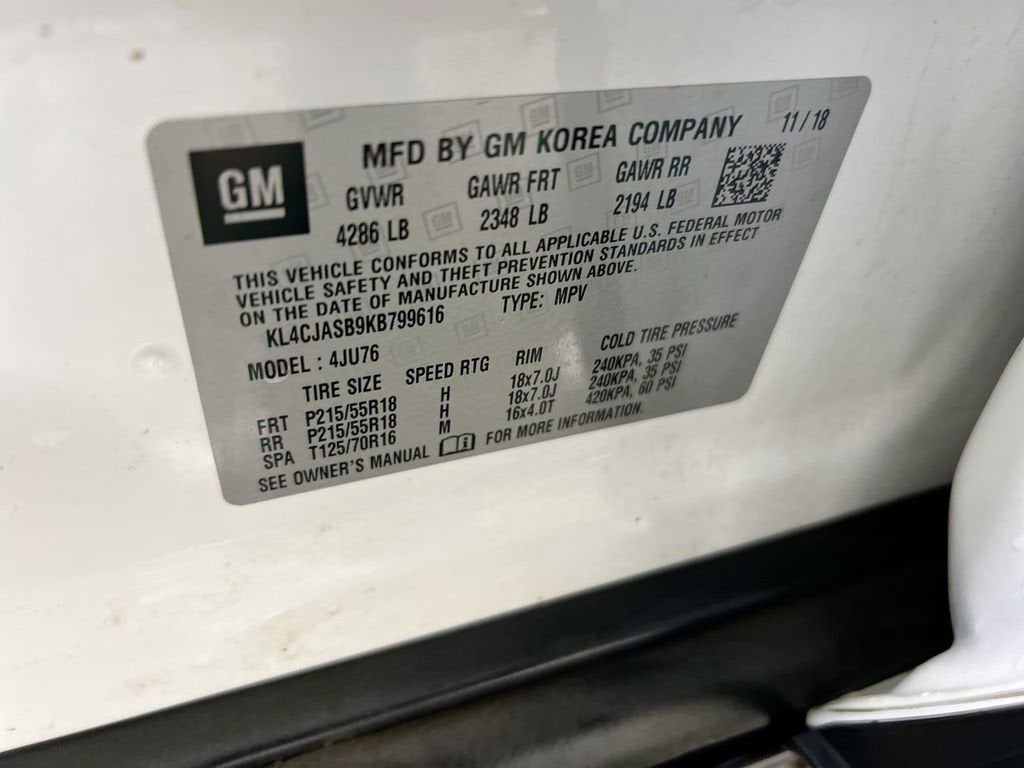 GM
MFD BY GM KOREA COMPANY 11/18
GVWR GAWR FRT GAWR RR
4286 LB 2348 LB 2194 LB
THIS VEHICLE CONFORMS TO ALL APPLICABLE U.S. FEDERAL MOTOR
VEHICLE SAFETY AND THEFT PREVENTION STANDARDS IN EFFECT
ON THE DATE OF MANUFACTURE SHOWN ABOVE.
KL4CJASB9KB799616 TYPE: MPV
MODEL : 4JU76
TIRE SIZE SPEED RTG RIM COLD TIRE PRESSURE
FRT P215/55R18 H 18x7.0J 240KPA, 35 PSI
RR P215/55R18 H 18x7.0J 240KPA, 35 PSI
SPA T125/70R16 M 16x4.0T 420KPA, 60 PSI
SEE OWNER'S MANUAL FOR MORE INFORMATION.